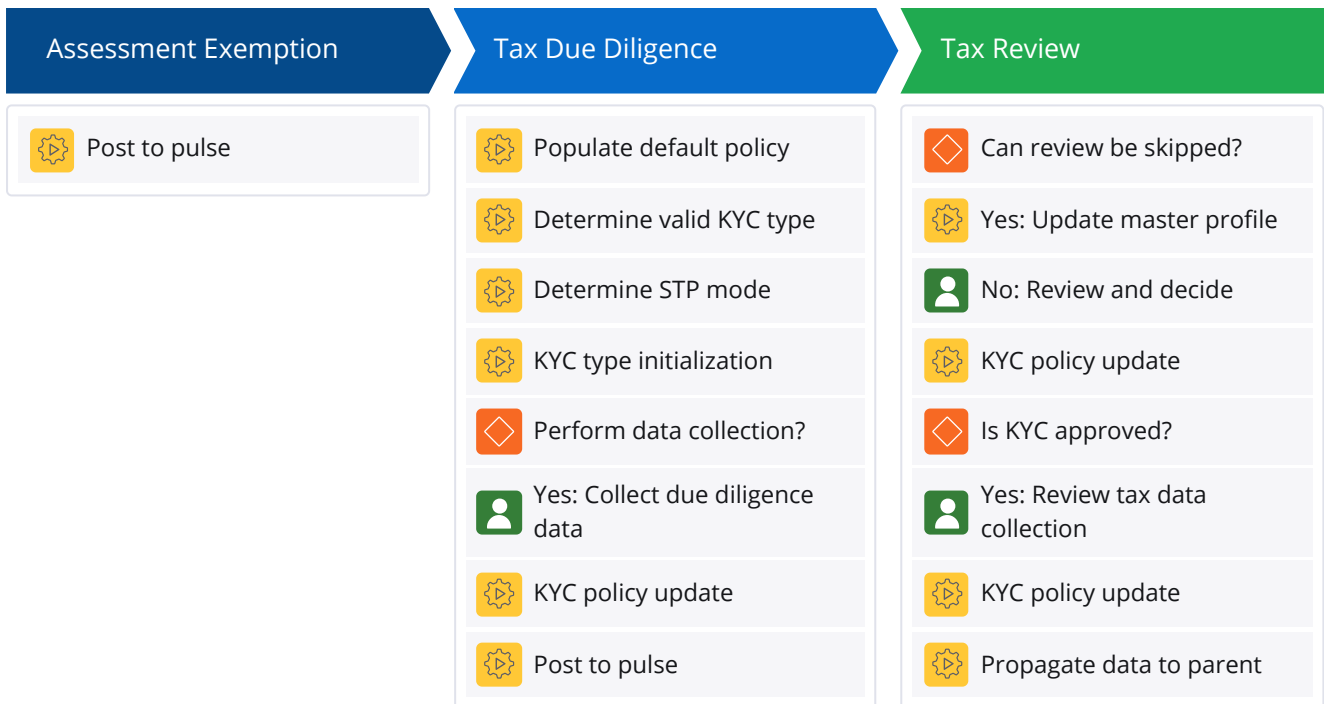 Assessment Exemption
Post to pulse
Tax Due Diligence
Populate default policy
Determine valid KYC type
Determine STP mode
KYC type initialization
Perform data collection?
Yes: Collect due diligence
data
KYC policy update
Post to pulse
Tax Review
Can review be skipped?
Yes: Update master profile
No: Review and decide
KYC policy update
Is KYC approved?
Yes: Review tax data
collection
KYC policy update
Propagate data to parent